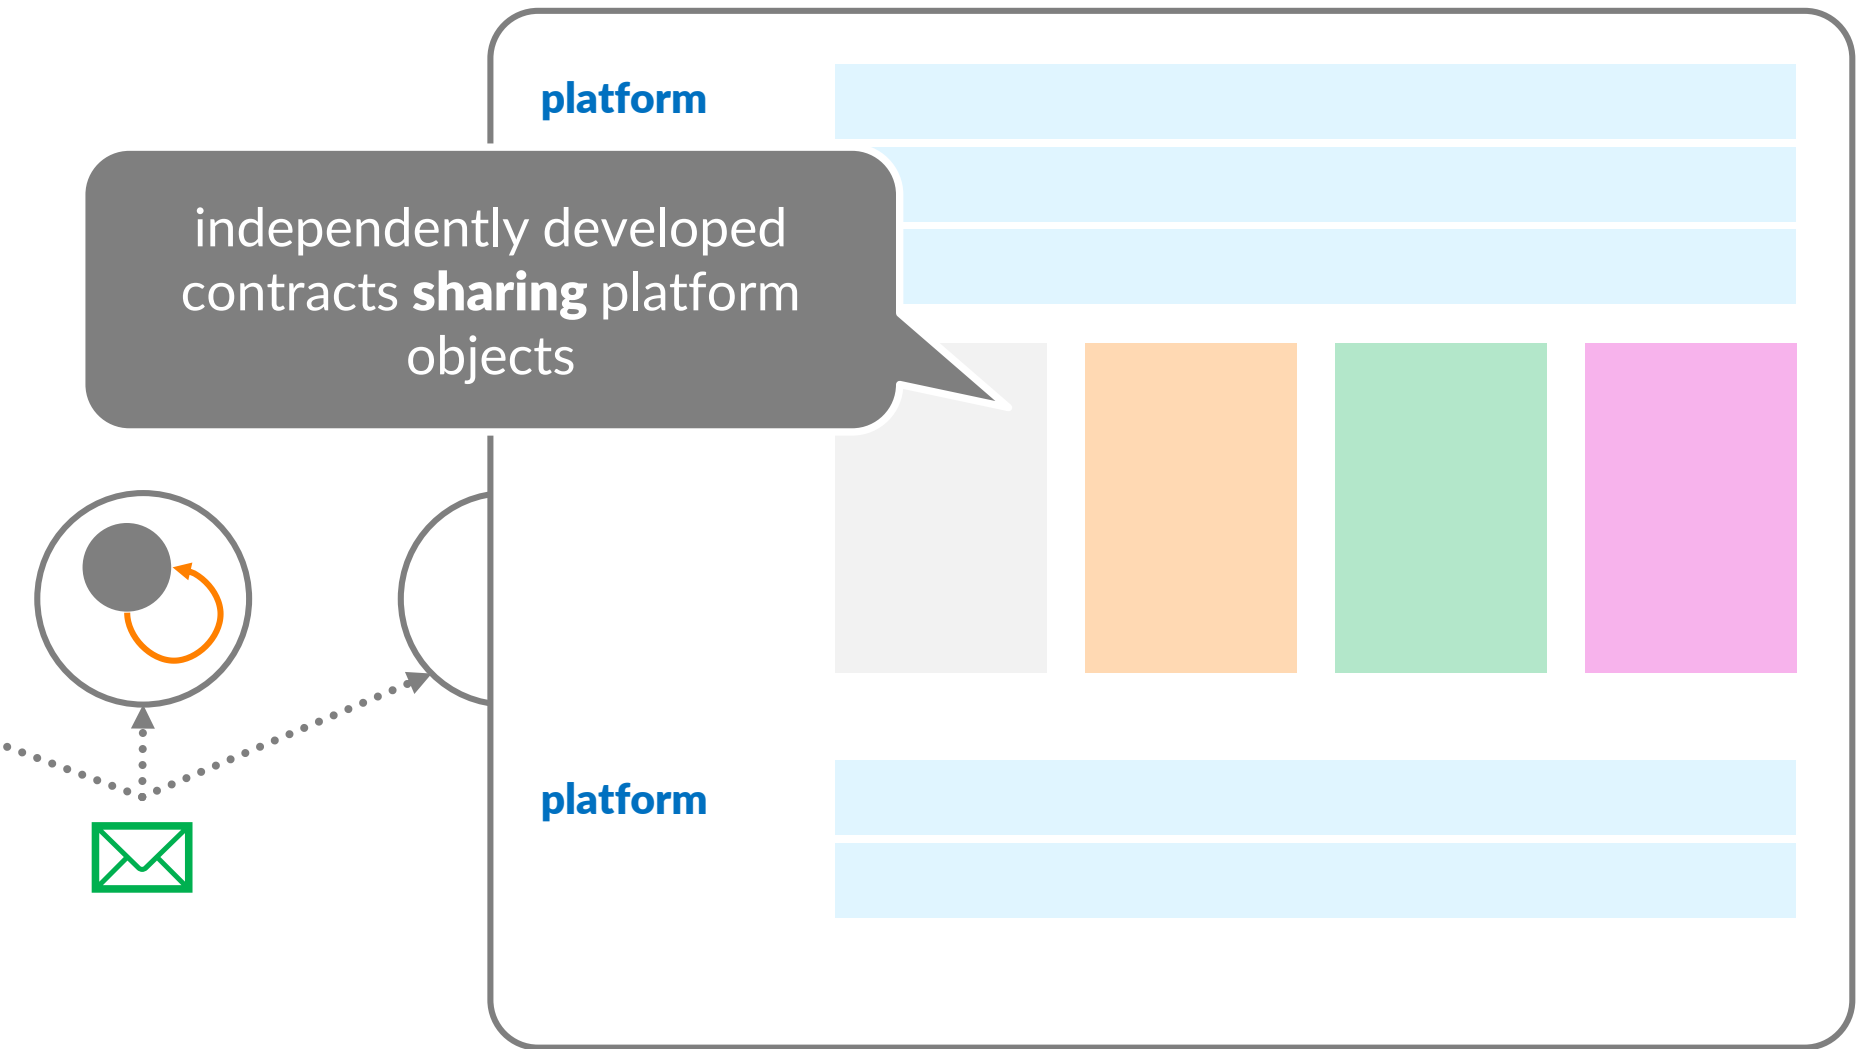 platform
independently developed
contracts sharing platform
objects
platform